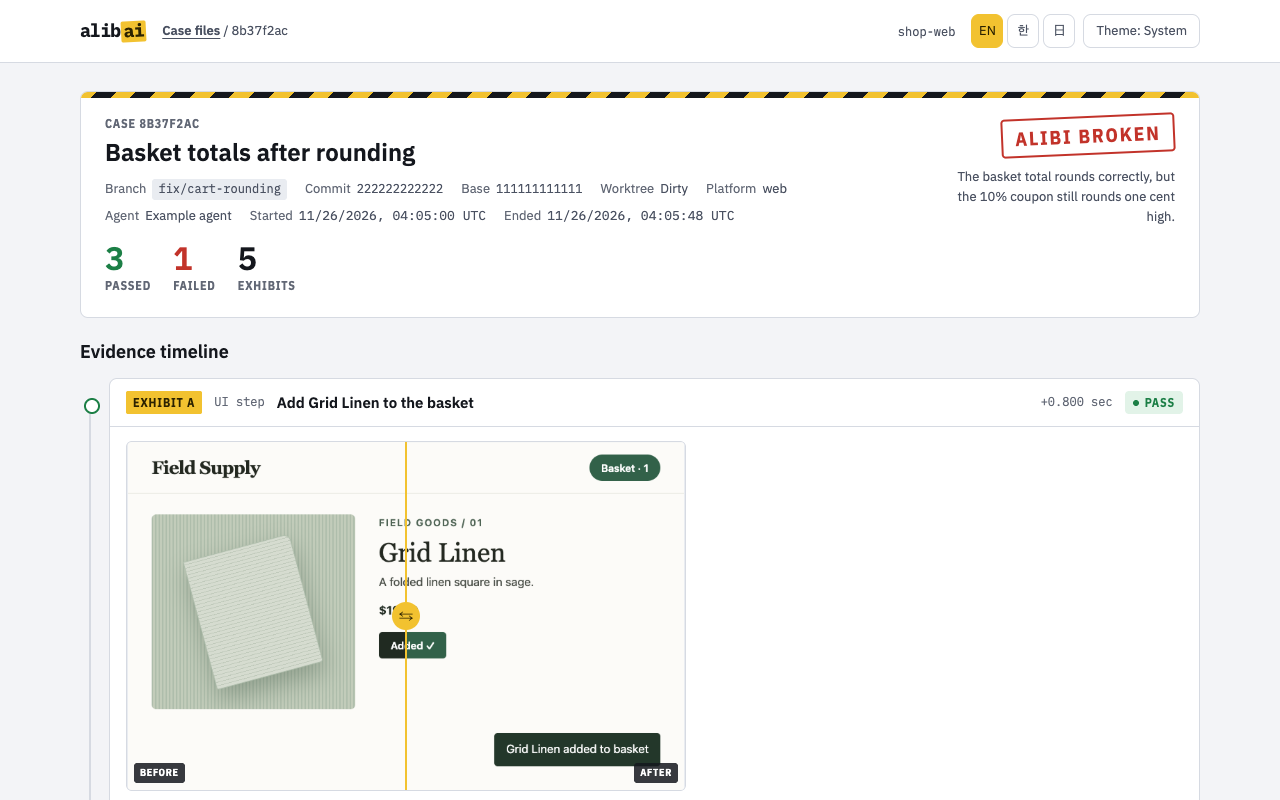 alibai Case files / 8b37f2ac shop-web EN 한 日 Theme: System
CASE 8B37F2AC
ALIBI BROKEN
Basket totals after rounding
The basket total rounds correctly, but
the 10% coupon still rounds one cent
high.
Branch fix/cart-rounding Commit 222222222222 Base 111111111111 Worktree Dirty Platform web
Agent Example agent Started 11/26/2026, 04:05:00 UTC Ended 11/26/2026, 04:05:48 UTC
3 1 5
PASSED FAILED EXHIBITS
Evidence timeline
EXHIBIT A UI step Add Grid Linen to the basket +0.800 sec PASS
Field Supply Basket · 1
FIELD GOODS / 01
Grid Linen
A folded linen square in sage.
Added ✓
Grid Linen added to basket
BEFORE AFTER